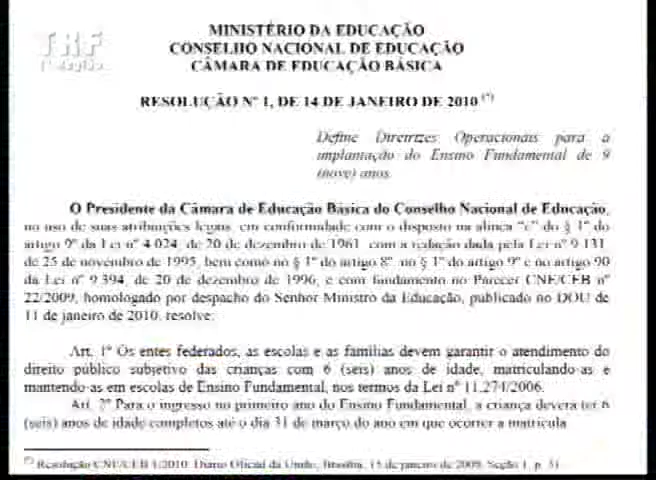 TRF
1ª Região
MINISTÉRIO DA EDUCAÇÃO
CONSELHO NACIONAL DE EDUCAÇÃO
CÂMARA DE EDUCAÇÃO BÁSICA
RESOLUÇÃO Nº 1, DE 14 DE JANEIRO DE 2010 (*)
Define Diretrizes Operacionais para a
implantação do Ensino Fundamental de 9
(nove) anos.
O Presidente da Câmara de Educação Básica do Conselho Nacional de Educação,
no uso de suas atribuições legais, em conformidade com o disposto na alínea "c" do § 1º do
artigo 9º da Lei nº 4.024, de 20 de dezembro de 1961, com a redação dada pela Lei nº 9.131,
de 25 de novembro de 1995, bem como no § 1º do artigo 8º, no § 1º do artigo 9º e no artigo 90
da Lei nº 9.394, de 20 de dezembro de 1996, e com fundamento no Parecer CNE/CEB nº
22/2009, homologado por despacho do Senhor Ministro da Educação, publicado no DOU de
11 de janeiro de 2010, resolve:
Art. 1º Os entes federados, as escolas e as famílias devem garantir o atendimento do
direito público subjetivo das crianças com 6 (seis) anos de idade, matriculando-as e
mantendo-as em escolas de Ensino Fundamental, nos termos da Lei nº 11.274/2006.
Art. 2º Para o ingresso no primeiro ano do Ensino Fundamental, a criança deverá ter 6
(seis) anos de idade completos até o dia 31 de março do ano em que ocorrer a matrícula.
(*) Resolução CNE/CEB 1/2010. Diário Oficial da União, Brasília, 15 de janeiro de 2009, Seção 1, p. 31